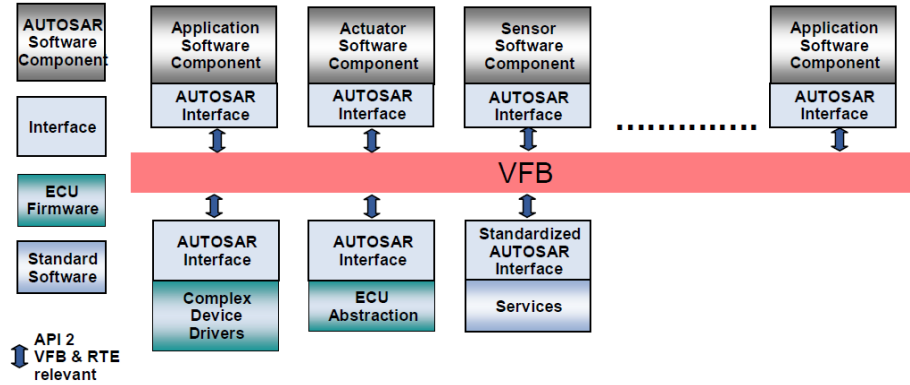 AUTOSAR
Software
Component
Application
Software
Component
Actuator
Software
Component
Sensor
Software
Component
Application
Software
Component
Interface
AUTOSAR
Interface
AUTOSAR
Interface
AUTOSAR
Interface
AUTOSAR
Interface
..............
VFB
ECU
Firmware
Standard
Software
AUTOSAR
Interface
AUTOSAR
Interface
Standardized
AUTOSAR
Interface
Complex
Device
Drivers
ECU
Abstraction
Services
API 2
VFB & RTE
relevant